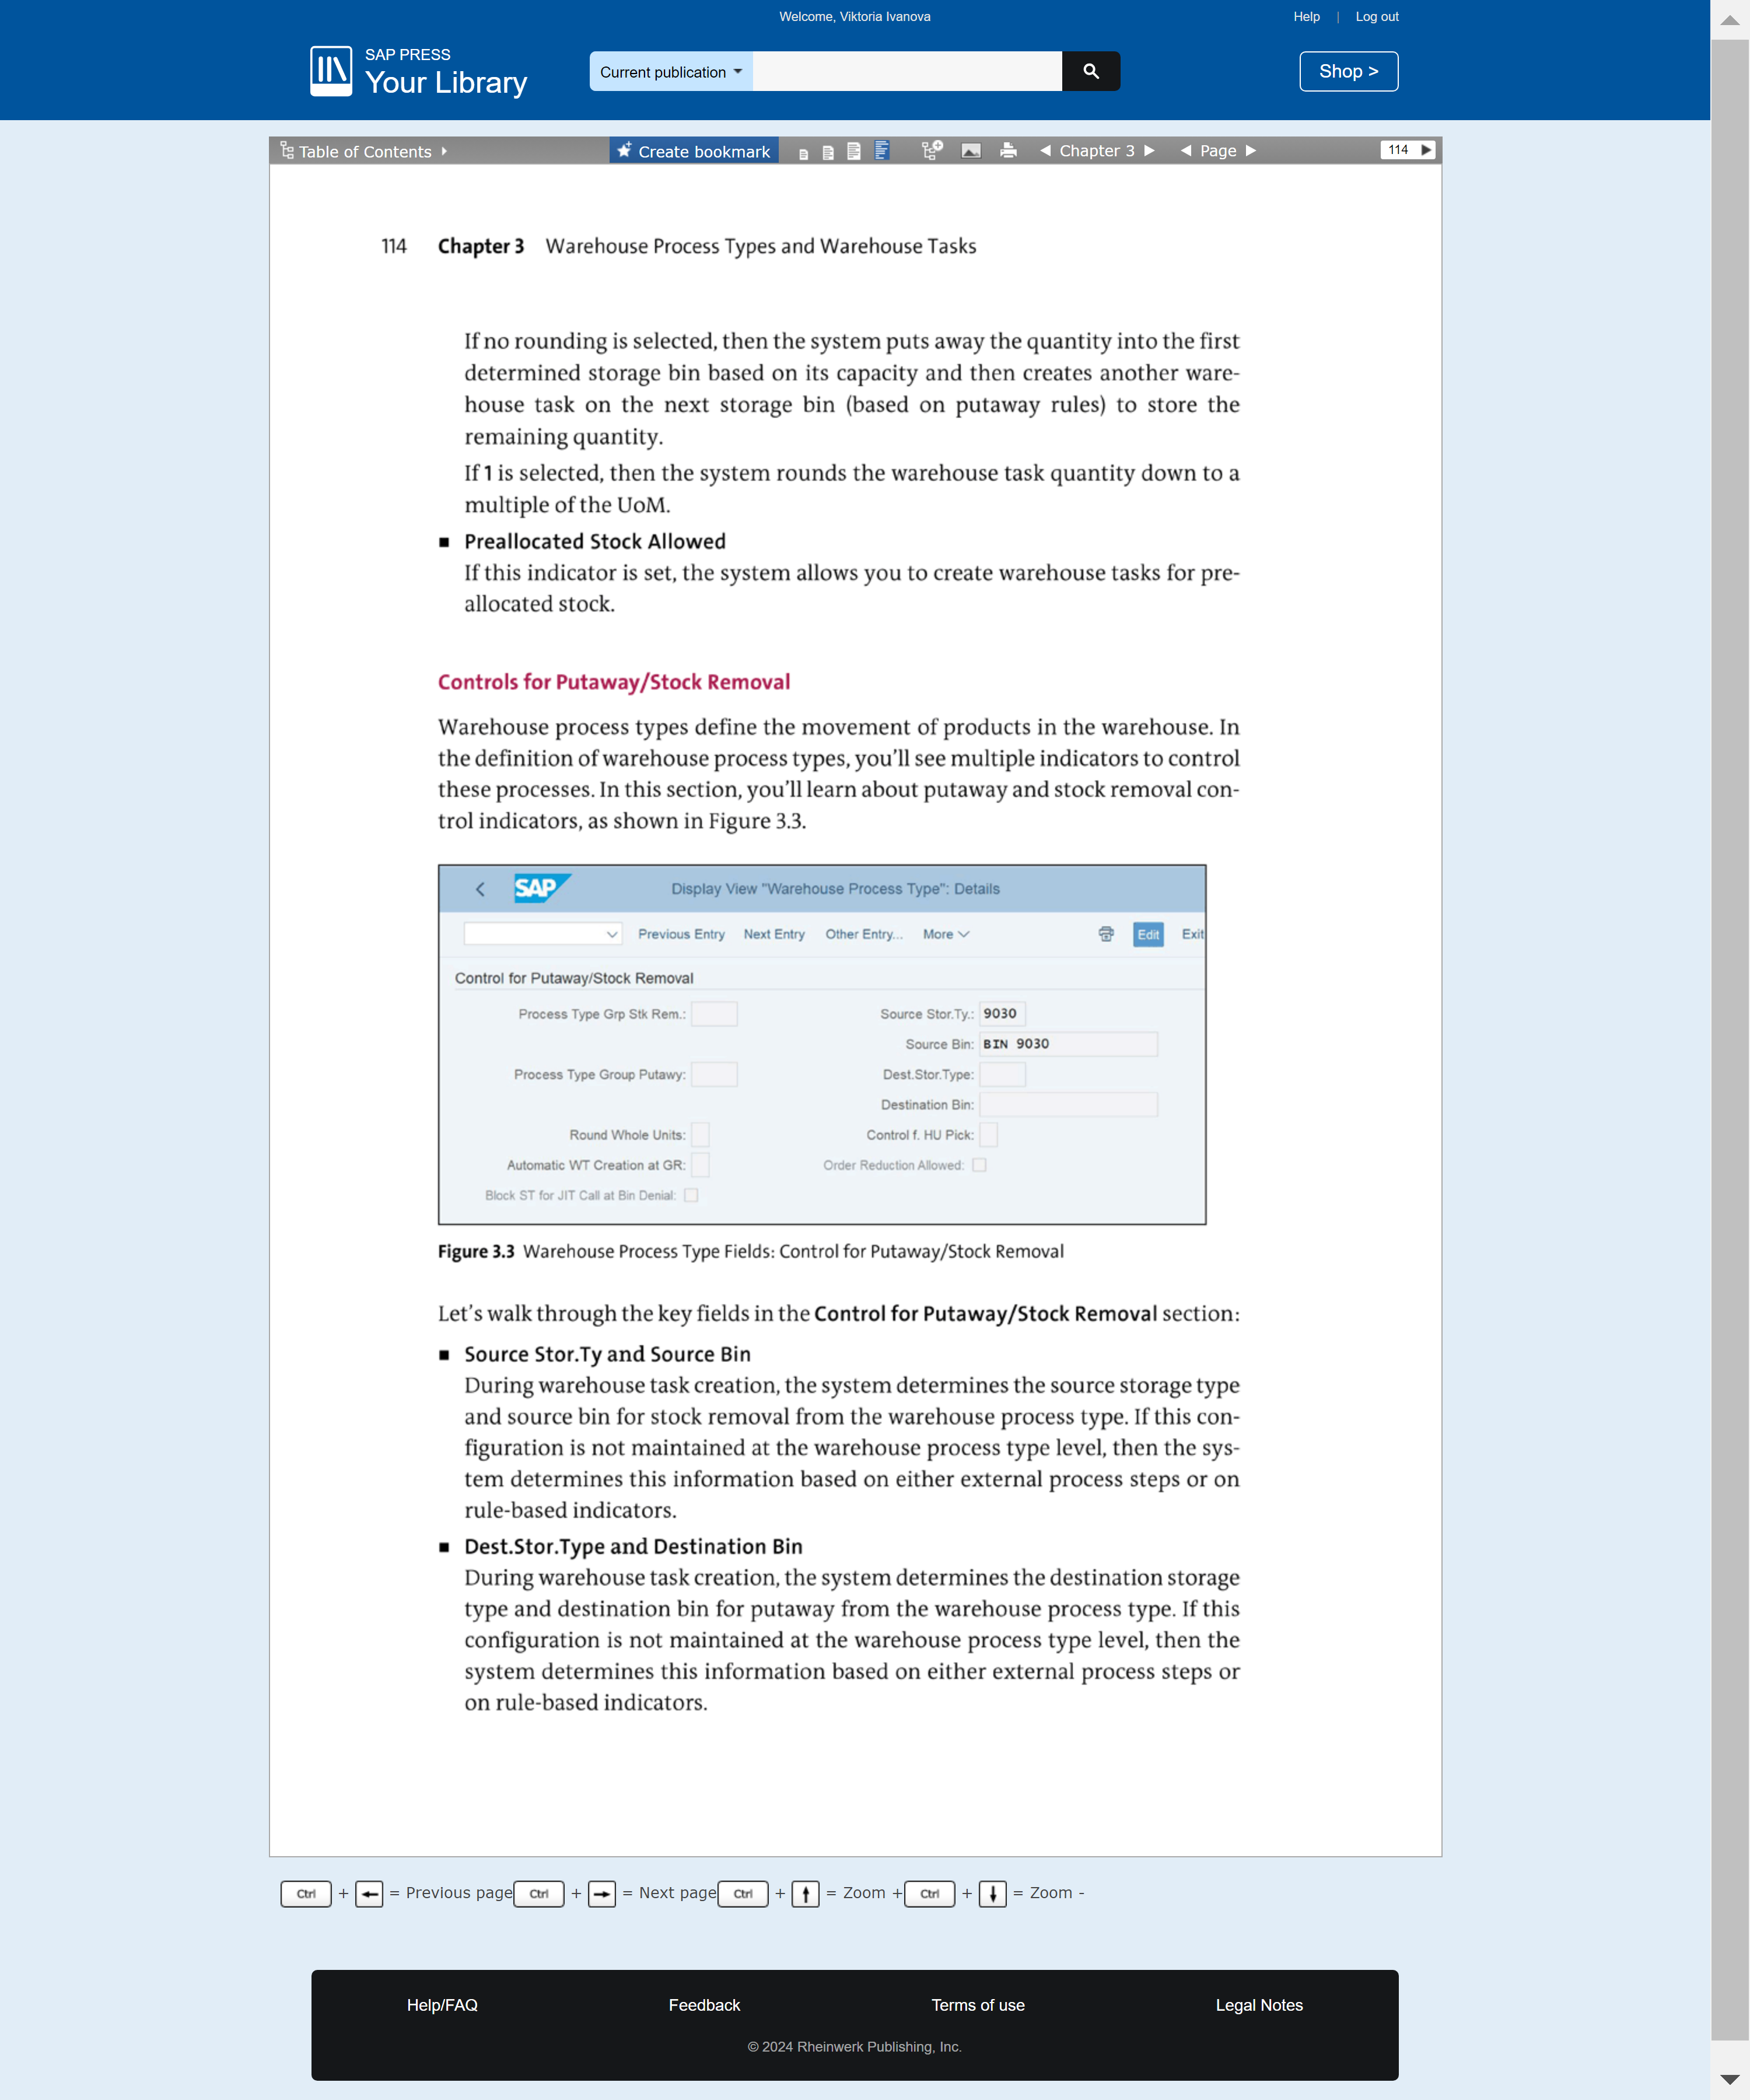 Welcome, Viktoria Ivanova
Help | Log out
SAP PRESS
Your Library
Current publication
Shop >
Table of Contents
Create bookmark
Chapter 3
Page
114
114 Chapter 3 Warehouse Process Types and Warehouse Tasks
If no rounding is selected, then the system puts away the quantity into the first
determined storage bin based on its capacity and then creates another ware-
house task on the next storage bin (based on putaway rules) to store the
remaining quantity.
If 1 is selected, then the system rounds the warehouse task quantity down to a
multiple of the UoM.
■ Preallocated Stock Allowed
If this indicator is set, the system allows you to create warehouse tasks for pre-
allocated stock.
Controls for Putaway/Stock Removal
Warehouse process types define the movement of products in the warehouse. In
the definition of warehouse process types, you'll see multiple indicators to control
these processes. In this section, you'll learn about putaway and stock removal con-
trol indicators, as shown in Figure 3.3.
SAP
Display View "Warehouse Process Type": Details
Previous Entry Next Entry Other Entry... More
Edit Exit
Control for Putaway/Stock Removal
Process Type Grp Stk Rem.: Source Stor.Ty.: 9030
Source Bin: BIN 9030
Process Type Group Putawy: Dest.Stor.Type:
Destination Bin:
Round Whole Units: Control f. HU Pick:
Automatic WT Creation at GR: Order Reduction Allowed:
Block ST for JIT Call at Bin Denial:
Figure 3.3 Warehouse Process Type Fields: Control for Putaway/Stock Removal
Let's walk through the key fields in the Control for Putaway/Stock Removal section:
■ Source Stor.Ty and Source Bin
During warehouse task creation, the system determines the source storage type
and source bin for stock removal from the warehouse process type. If this con-
figuration is not maintained at the warehouse process type level, then the sys-
tem determines this information based on either external process steps or on
rule-based indicators.
■ Dest.Stor.Type and Destination Bin
During warehouse task creation, the system determines the destination storage
type and destination bin for putaway from the warehouse process type. If this
configuration is not maintained at the warehouse process type level, then the
system determines this information based on either external process steps or
on rule-based indicators.
Ctrl + ← = Previous page Ctrl + → = Next page Ctrl + ↑ = Zoom + Ctrl + ↓ = Zoom -
Help/FAQ Feedback Terms of use Legal Notes
© 2024 Rheinwerk Publishing, Inc.